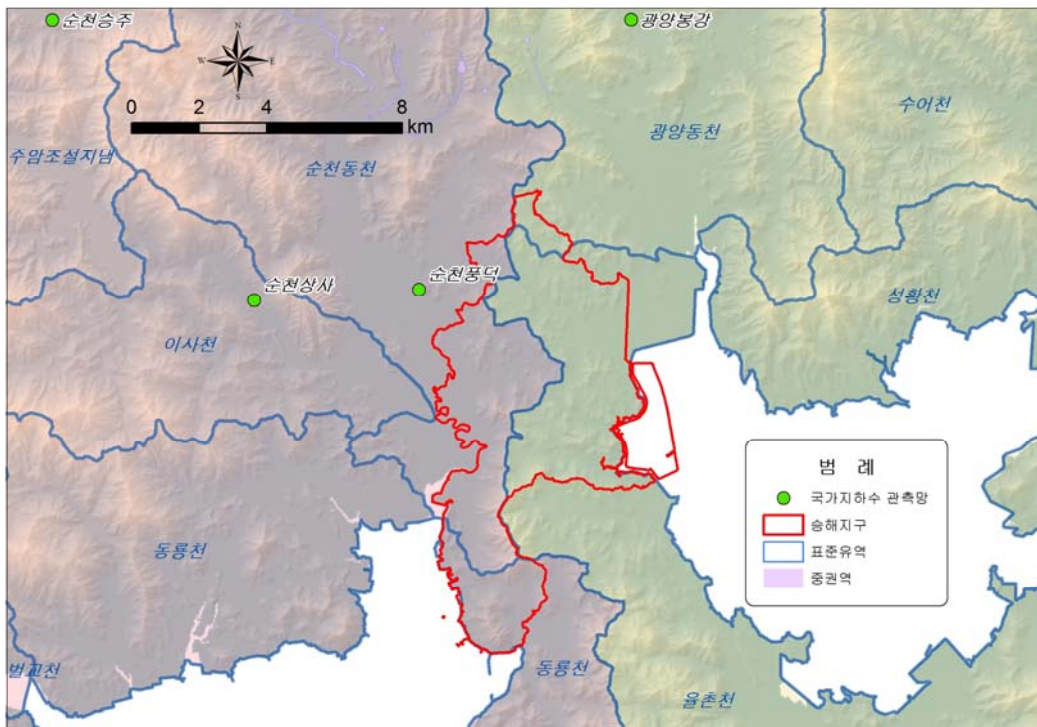 순천승주
광양봉강
N
W
E
S
0 2 4 8
km
수어천
광양동천
주암조설지남
순천동천
순천풍덕
순천상사
성황천
이사천
범 례
국가지하수 관측망
승해지구
표준유역
중권역
동룡천
벌교천
동룡천
율촌천